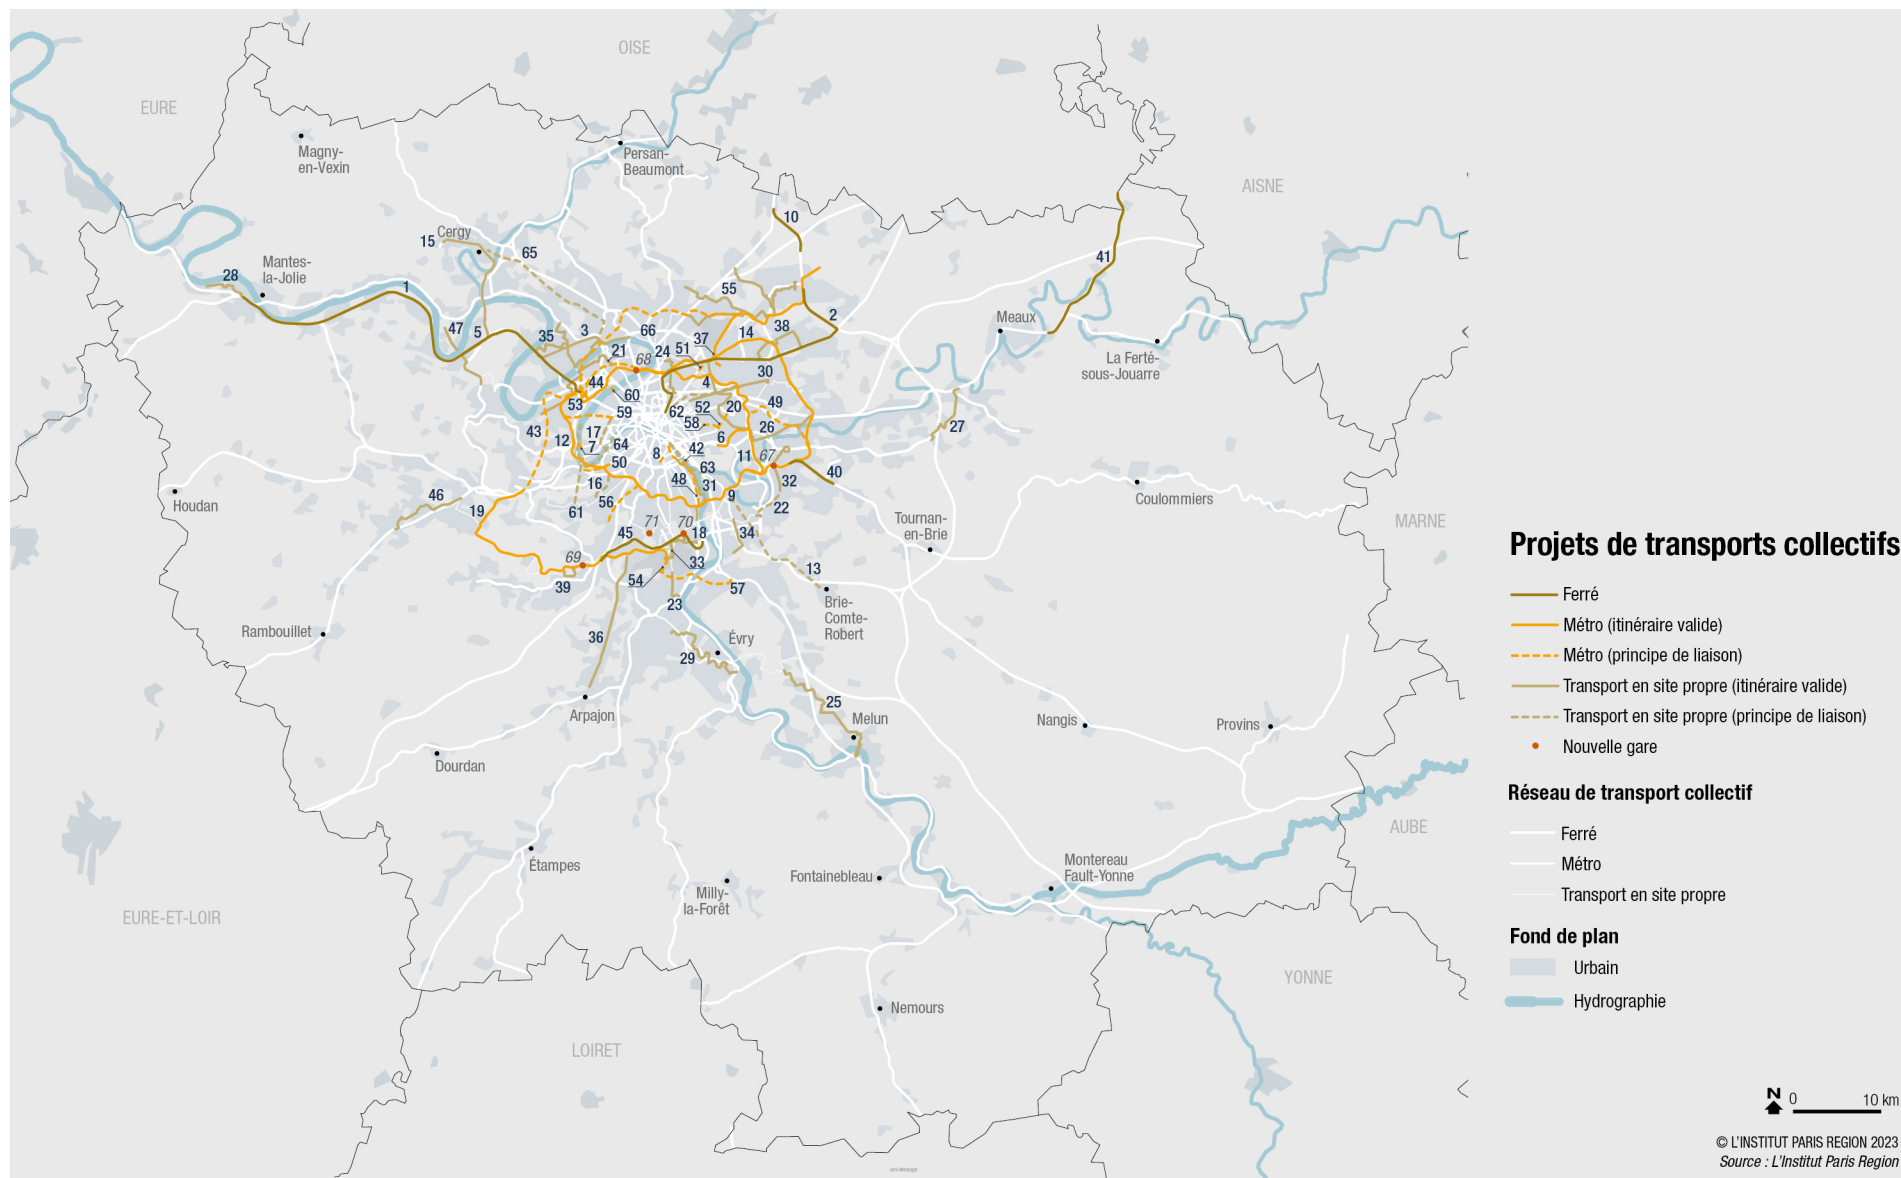 OISE
EURE
Magny-
en-Vexin
Persan-
Beaumont
AISNE
10
Cergy
15
65
41
Mantes-
la-Jolie
28
1
55
47
5
35
3
66
37
14
38
2
Meaux
21
68
24
51
La Ferté-
sous-Jouarre
44
60
4
30
53
59
62
52
20
49
43
12
17
7
64
58
6
26
27
8
42
11
67
50
63
40
16
48
31
9
32
46
56
22
Houdan
19
61
Coulommiers
71
70
45
18
34
Tournan-
en-Brie
MARNE
69
33
39
54
57
13
23
Brie-
Comte-
Robert
Rambouillet
36
Évry
29
25
Arpajon
Melun
Nangis
Provins
Dourdan
AUBE
Étampes
Milly-
la-Forêt
Fontainebleau
Montereau
Fault-Yonne
EURE-ET-LOIR
YONNE
Nemours
LOIRET
Projets de transports collectifs
Ferré
Métro (itinéraire valide)
Métro (principe de liaison)
Transport en site propre (itinéraire valide)
Transport en site propre (principe de liaison)
Nouvelle gare
Réseau de transport collectif
Ferré
Métro
Transport en site propre
Fond de plan
Urbain
Hydrographie
N
0 10 km
© L'INSTITUT PARIS REGION 2023
Source : L'Institut Paris Region